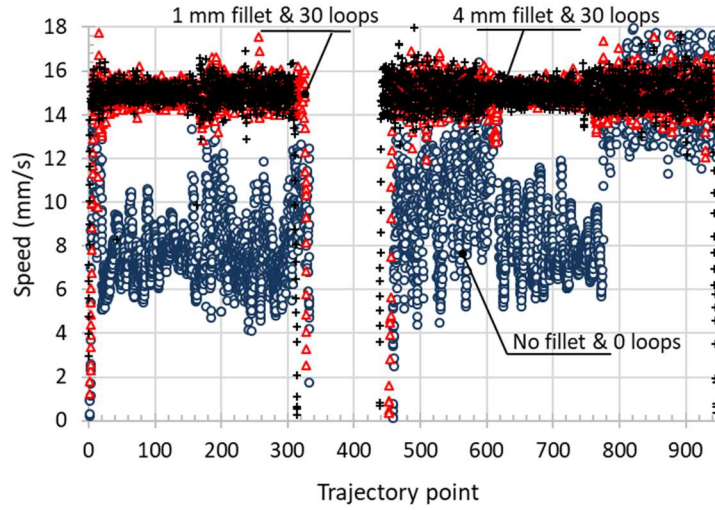 1 mm fillet & 30 loops
4 mm fillet & 30 loops
18
16
14
12
10
8
6
4
2
0
Speed (mm/s)
No fillet & 0 loops
0 100 200 300 400 500 600 700 800 900
Trajectory point